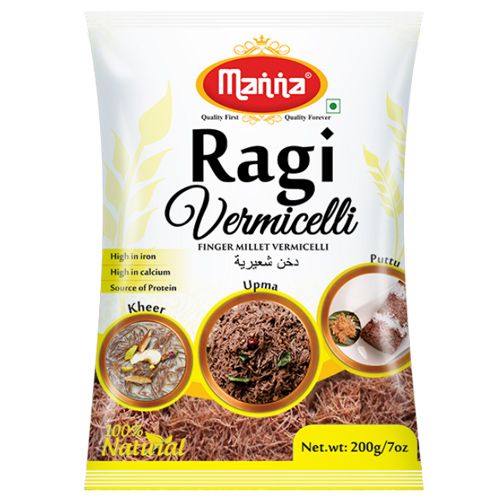 Manna®
Quality First Quality Forever
Ragi
Vermicelli
FINGER MILLET VERMICELLI
دخن شعيرية
High in iron
High in calcium
Source of Protein
Kheer
Upma
Puttu
100%
Natural
Net.wt: 200g/7oz